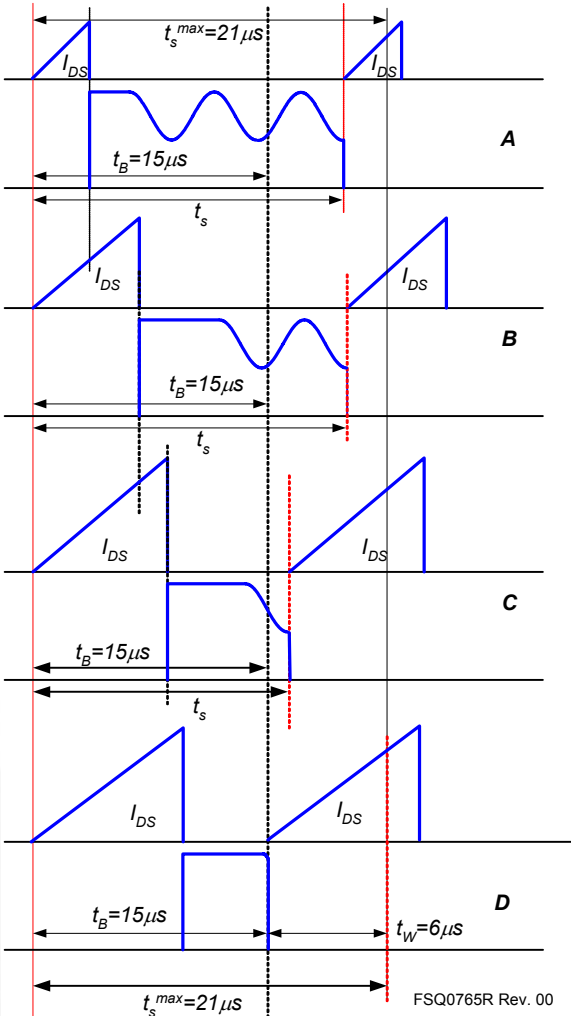 t_s^max=21μs
I_DS
I_DS
A
t_B=15μs
t_s
I_DS
I_DS
B
t_B=15μs
t_s
I_DS
I_DS
C
t_B=15μs
t_s
I_DS
I_DS
D
t_B=15μs
t_W=6μs
t_s^max=21μs
FSQ0765R Rev. 00